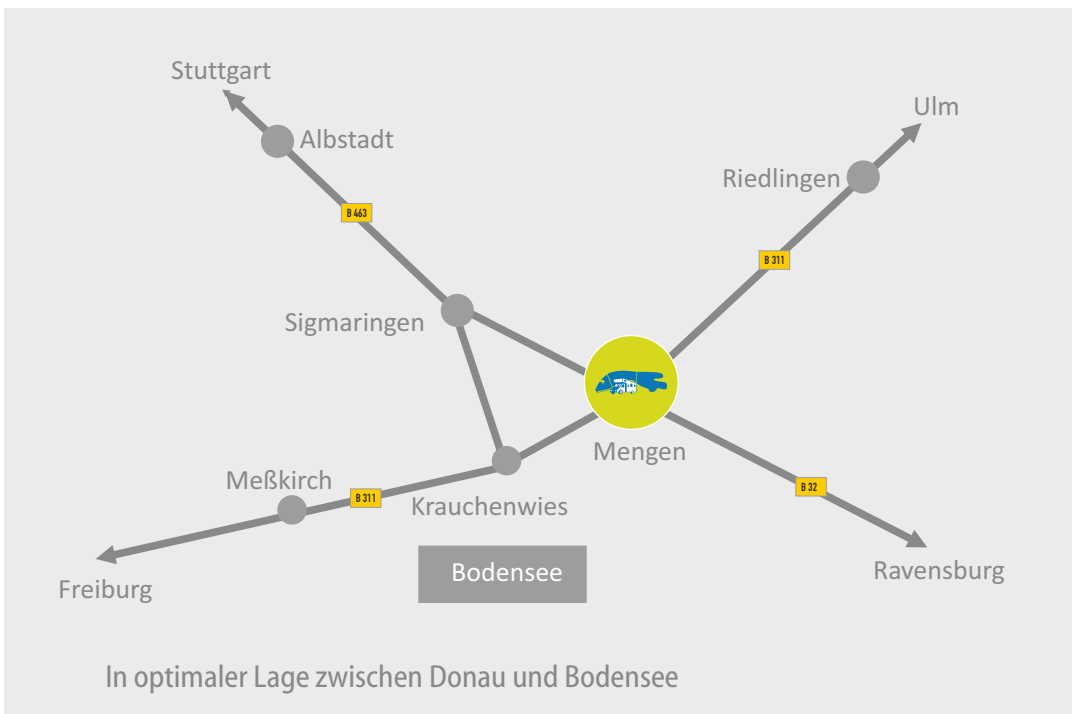 Stuttgart
Ulm
Albstadt
Riedlingen
B 463
B 311
Sigmaringen
Mengen
Meßkirch
B 311
B 32
Krauchenwies
Bodensee
Ravensburg
Freiburg
In optimaler Lage zwischen Donau und Bodensee